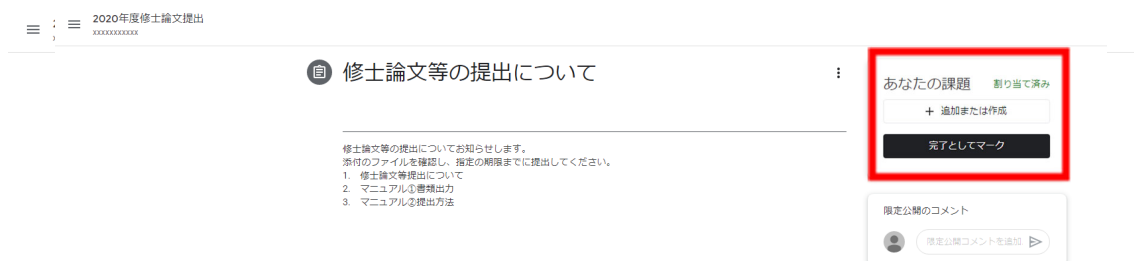 2020年度修士論文提出
xxxxxxxxxxx
修士論文等の提出について
修士論文等の提出についてお知らせします。
添付のファイルを確認し、指定の期限までに提出してください。
1. 修士論文等提出について
2. マニュアル①書類出力
3. マニュアル②提出方法
あなたの課題 割り当て済み
+ 追加または作成
完了としてマーク
限定公開のコメント
限定公開コメントを追加